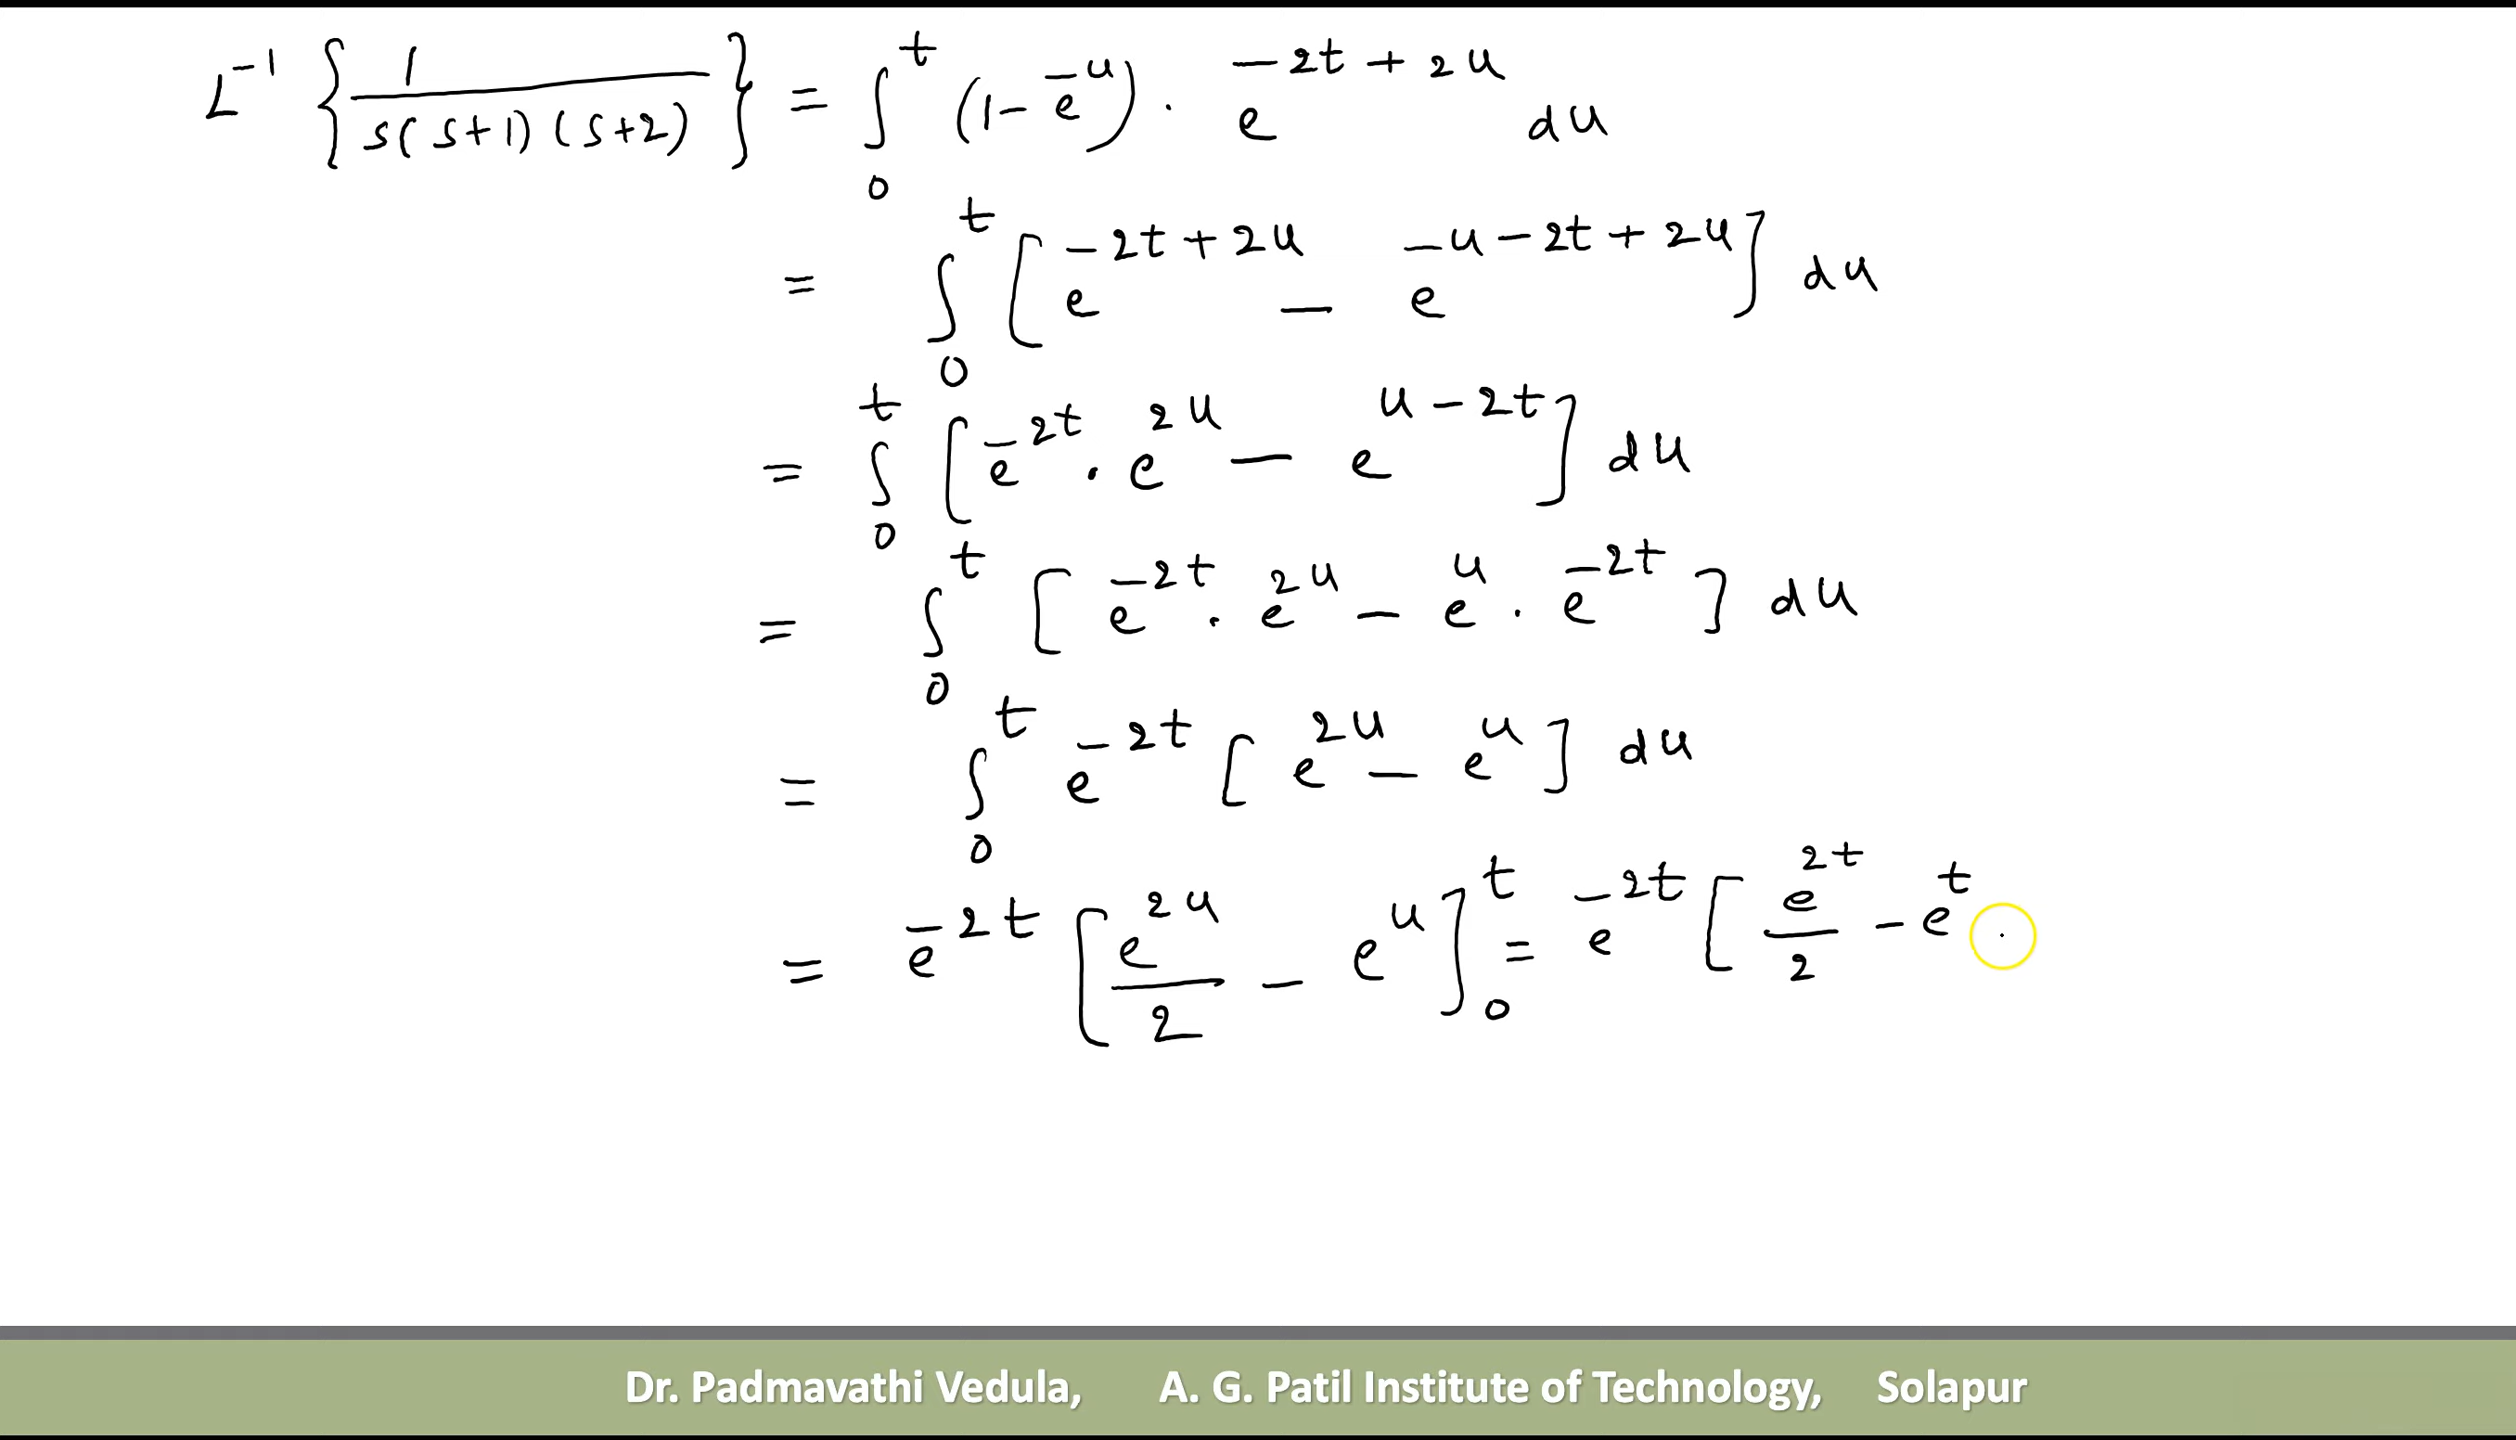 L⁻¹ { 1 / s(s+1)(s+2) } = ∫₀ᵗ (1 - e^{-u}) · e^{-2t+2u} du
= ∫₀ᵗ [ e^{-2t+2u} - e^{-u-2t+2u} ] du
= ∫₀ᵗ [ e^{-2t} · e^{2u} - e^{u-2t} ] du
= ∫₀ᵗ [ e^{-2t} · e^{2u} - e^{u} · e^{-2t} ] du
= ∫₀ᵗ e^{-2t} [ e^{2u} - e^{u} ] du
= e^{-2t} [ e^{2u}/2 - e^{u} ]₀ᵗ = e^{-2t} [ e^{2t}/2 - e^{t}
Dr. Padmavathi Vedula, A. G. Patil Institute of Technology, Solapur